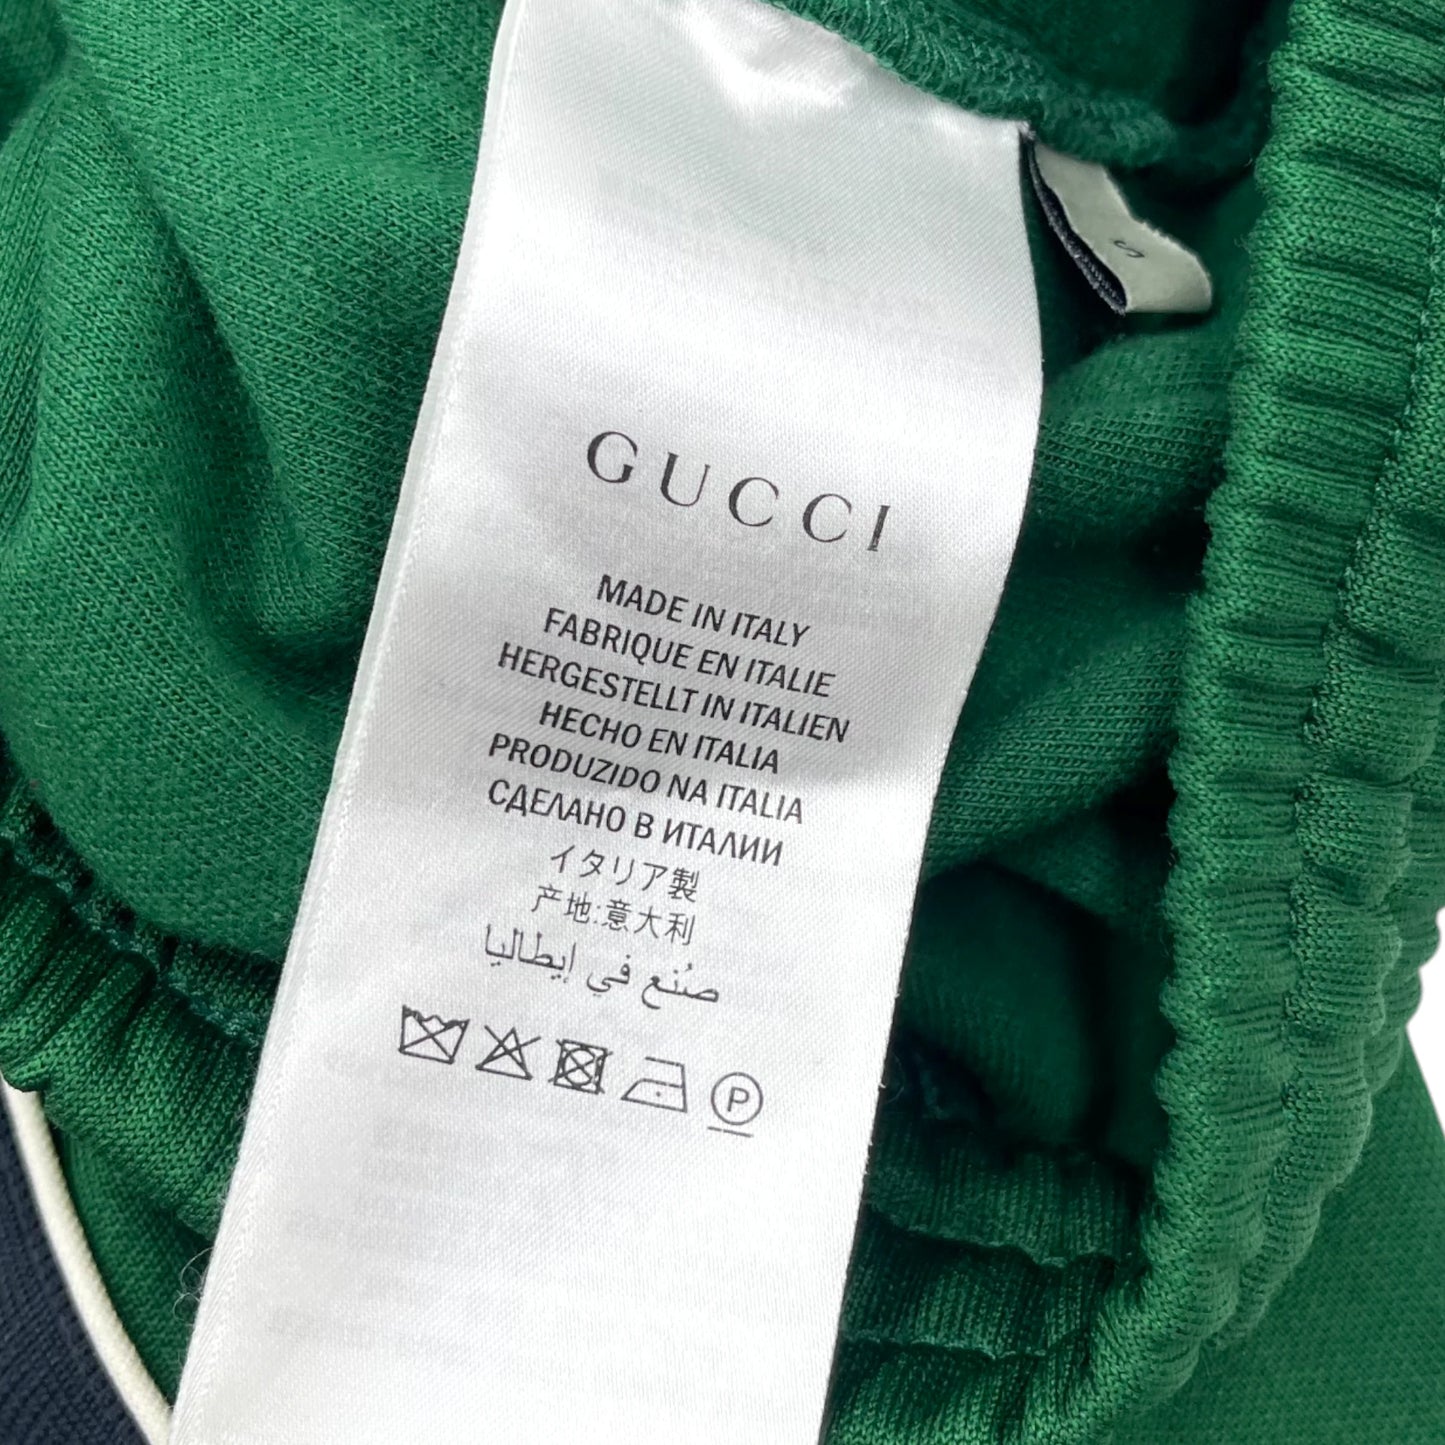 S
GUCCI
MADE IN ITALY
FABRIQUE EN ITALIE
HERGESTELLT IN ITALIEN
HECHO EN ITALIA
PRODUZIDO NA ITALIA
СДЕЛАНО В ИТАЛИИ
イタリア製
产地:意大利
صُنع في إيطاليا
P